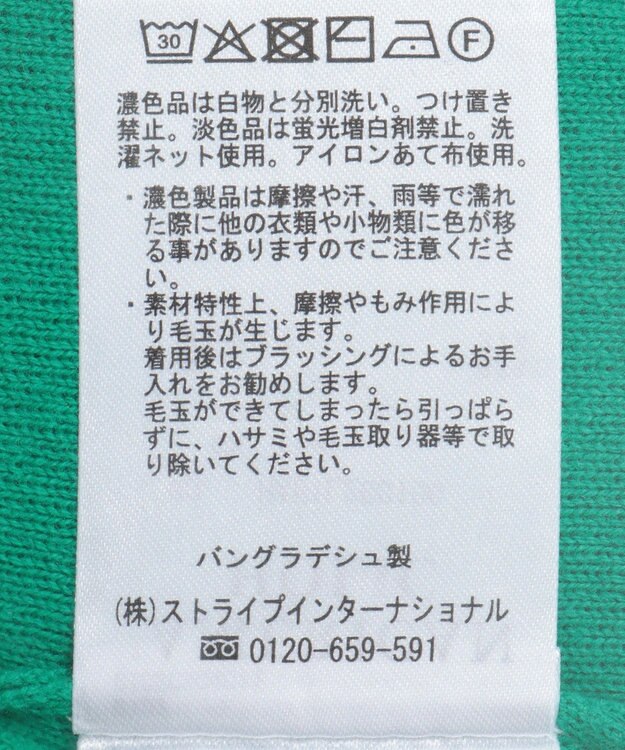 30 F
濃色品は白物と分別洗い。つけ置き
禁止。淡色品は蛍光増白剤禁止。洗
濯ネット使用。アイロンあて布使用。
・濃色製品は摩擦や汗、雨等で濡れ
た際に他の衣類や小物類に色が移
る事がありますのでご注意くださ
い。
・素材特性上、摩擦やもみ作用によ
り毛玉が生じます。
着用後はブラッシングによるお手
入れをお勧めします。
毛玉ができてしまったら引っぱら
ずに、ハサミや毛玉取り器等で取
り除いてください。
バングラデシュ製
(株)ストライプインターナショナル
0120-659-591